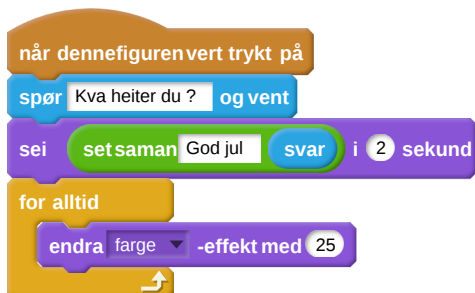 når dennefiguren vert trykt på
spør Kva heiter du ? og vent
sei set saman God jul svar i 2 sekund
for alltid
endra farge -effekt med 25